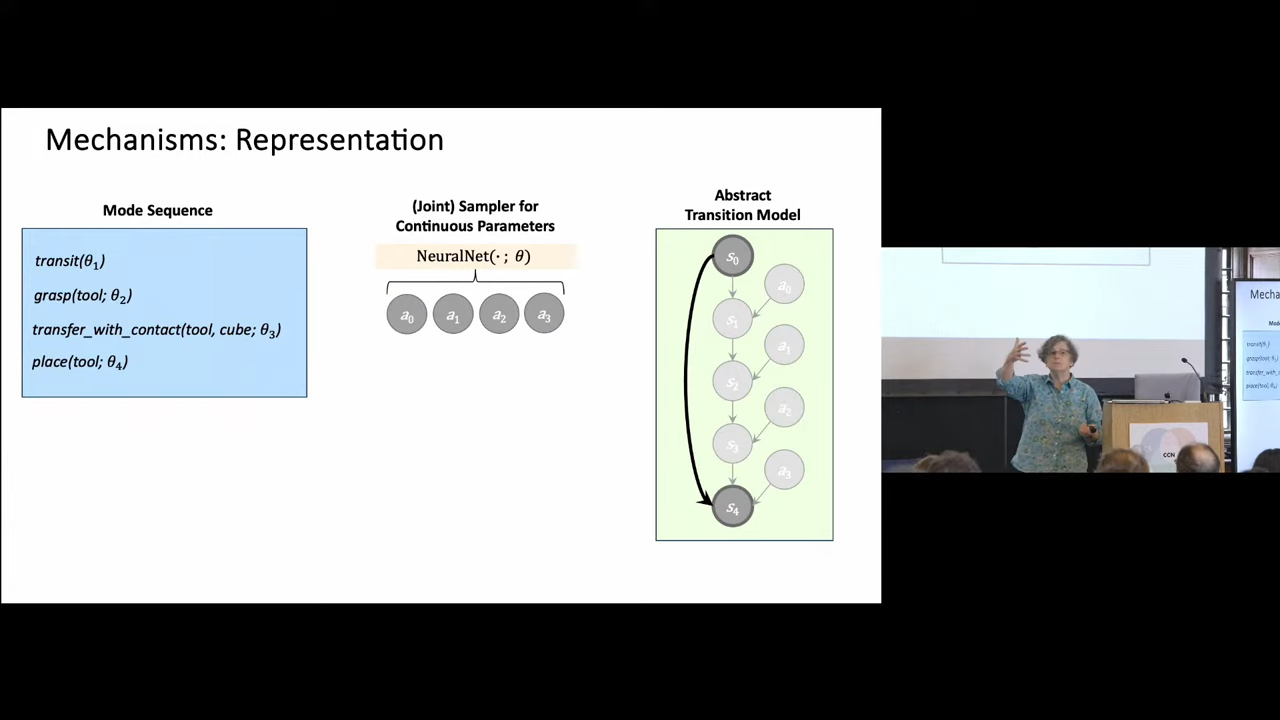 Mechanisms: Representation
Mode Sequence
transit(θ₁)
grasp(tool; θ₂)
transfer_with_contact(tool, cube; θ₃)
place(tool; θ₄)
(Joint) Sampler for
Continuous Parameters
NeuralNet(· ; θ)
a₀ a₁ a₂ a₃
Abstract
Transition Model
s₀
a₀
s₁
a₁
s₂
a₂
s₃
a₃
s₄
CCN
Mecha